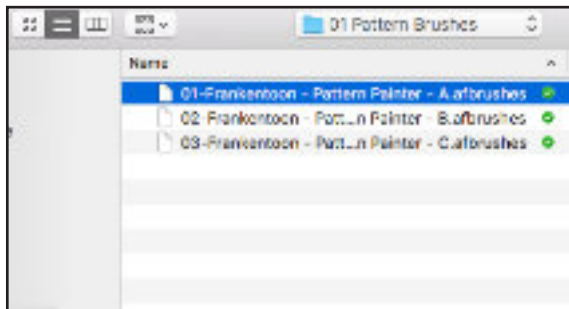 01 Pattern Brushes
Name
01-Frankentoon - Pattern Painter - A.afbrushes
02-Frankentoon - Patt...n Painter - B.afbrushes
03-Frankentoon - Patt...n Painter - C.afbrushes